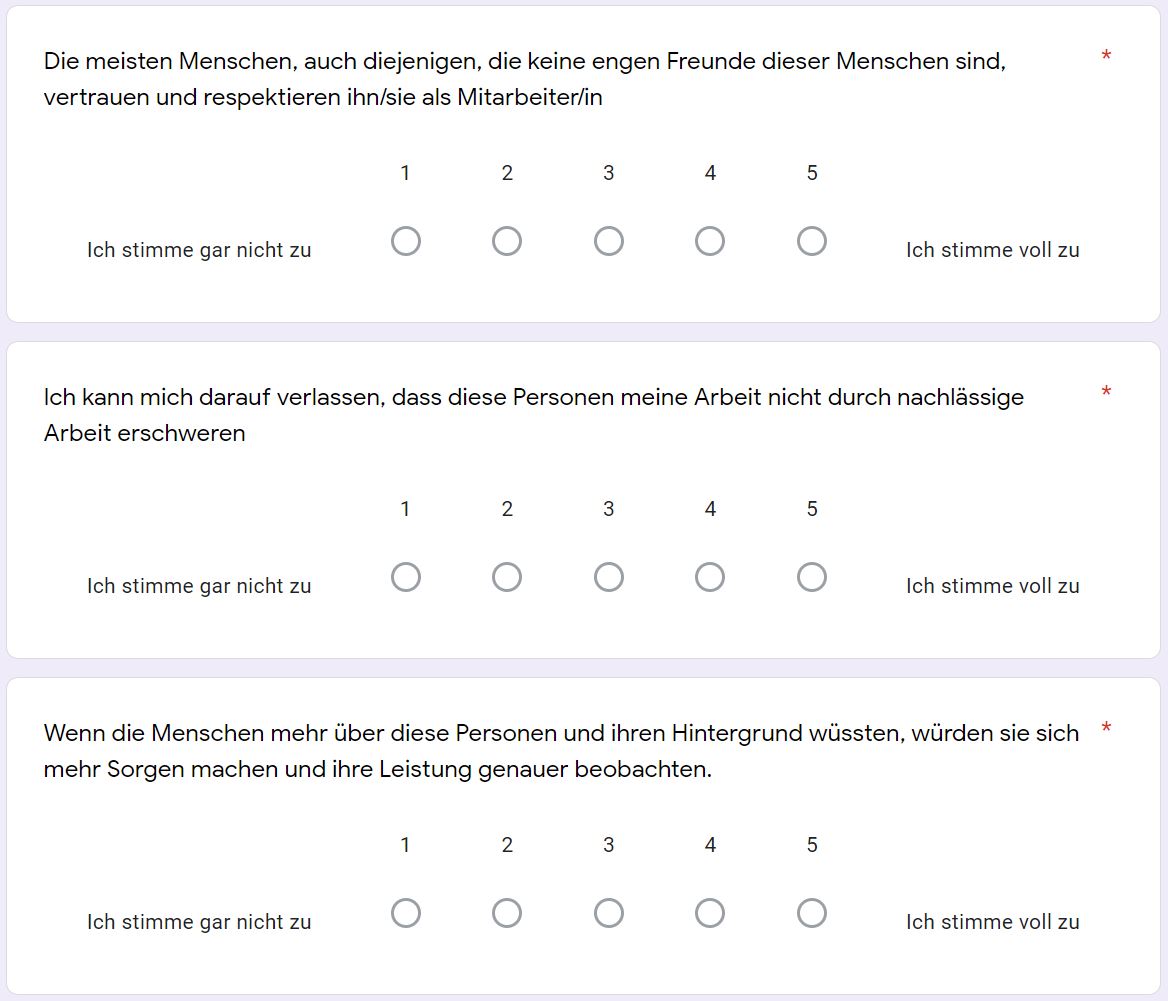 Die meisten Menschen, auch diejenigen, die keine engen Freunde dieser Menschen sind, *
vertrauen und respektieren ihn/sie als Mitarbeiter/in
1 2 3 4 5
Ich stimme gar nicht zu Ich stimme voll zu
Ich kann mich darauf verlassen, dass diese Personen meine Arbeit nicht durch nachlässige *
Arbeit erschweren
1 2 3 4 5
Ich stimme gar nicht zu Ich stimme voll zu
Wenn die Menschen mehr über diese Personen und ihren Hintergrund wüssten, würden sie sich *
mehr Sorgen machen und ihre Leistung genauer beobachten.
1 2 3 4 5
Ich stimme gar nicht zu Ich stimme voll zu